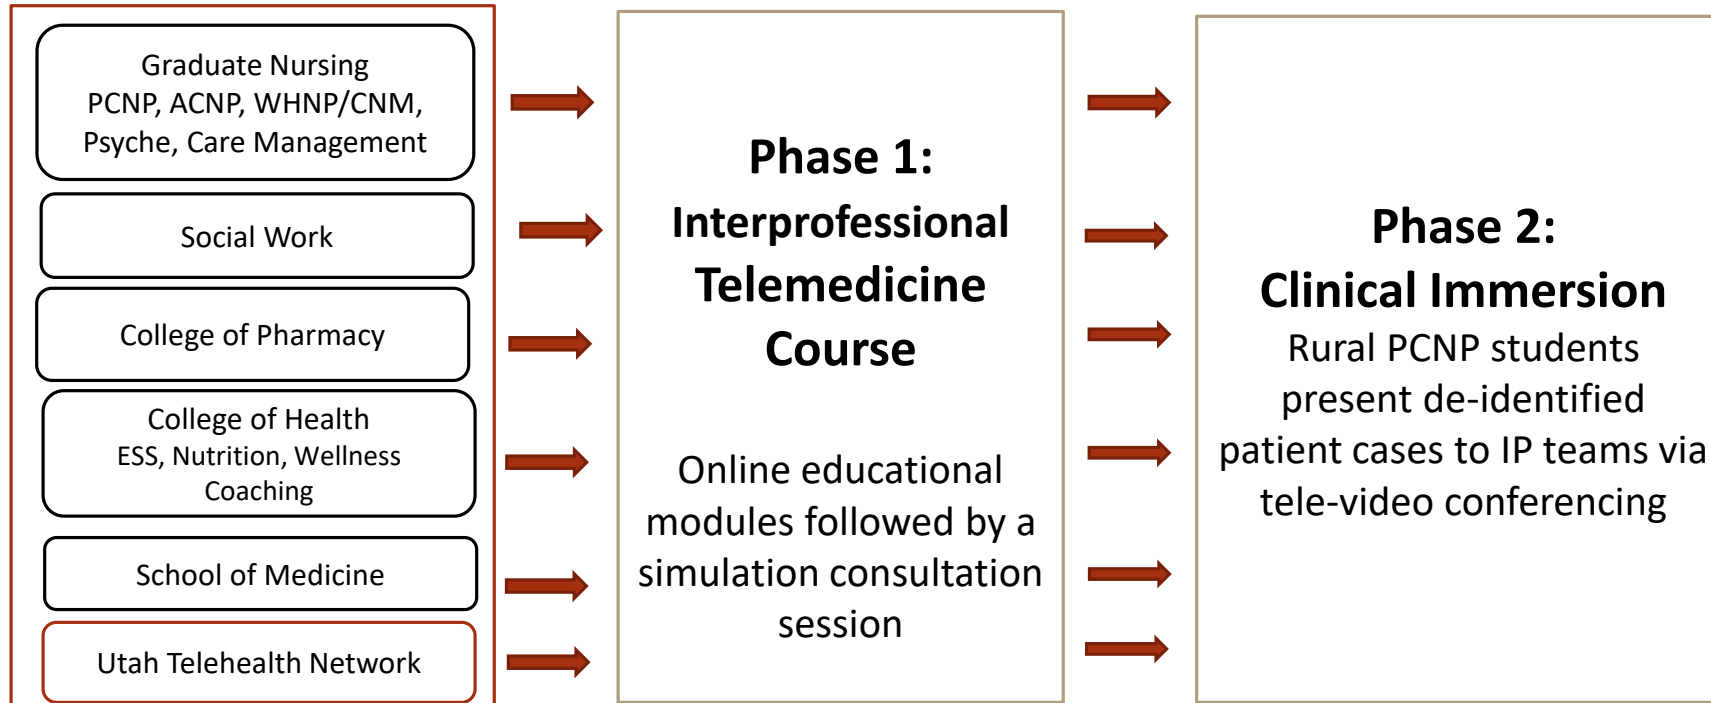 Graduate Nursing
PCNP, ACNP, WHNP/CNM,
Psyche, Care Management
Social Work
College of Pharmacy
College of Health
ESS, Nutrition, Wellness
Coaching
School of Medicine
Utah Telehealth Network
Phase 1:
Interprofessional
Telemedicine
Course
Online educational
modules followed by a
simulation consultation
session
Phase 2:
Clinical Immersion
Rural PCNP students
present de-identified
patient cases to IP teams via
tele-video conferencing